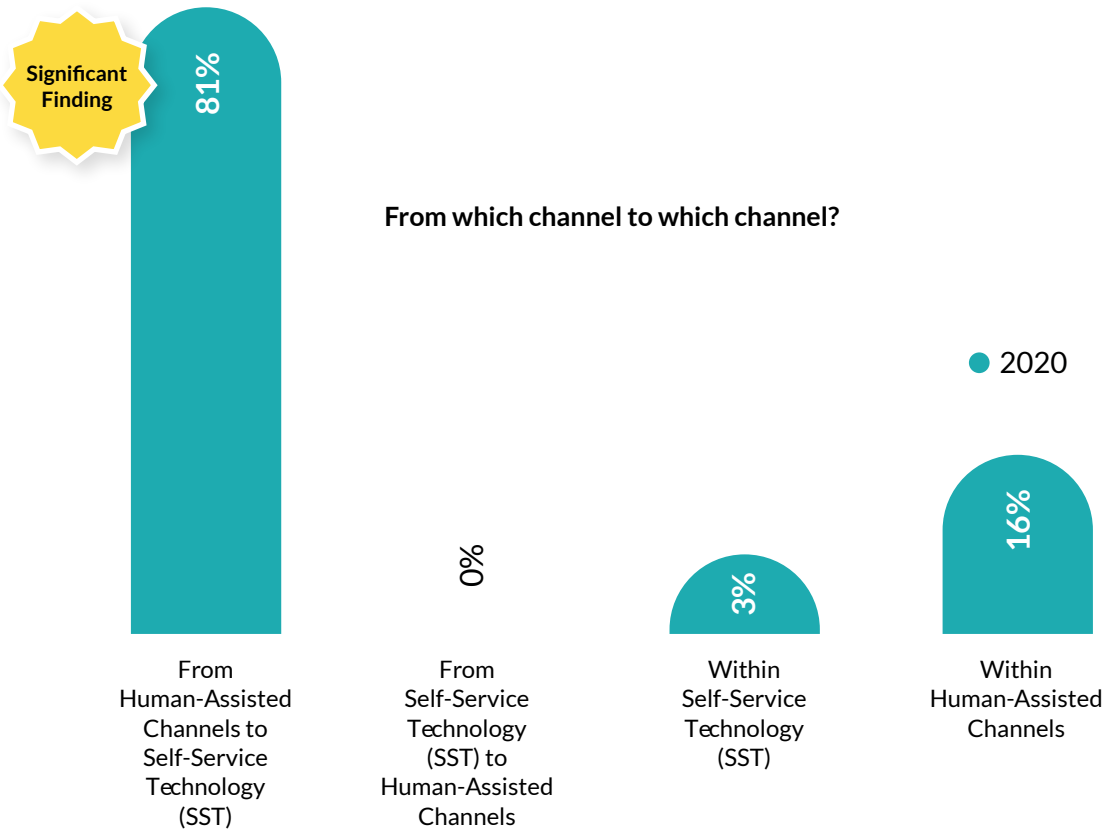 Significant
Finding
81%
From which channel to which channel?
2020
0%
3%
16%
From
Human-Assisted
Channels to
Self-Service
Technology
(SST)
From
Self-Service
Technology
(SST) to
Human-Assisted
Channels
Within
Self-Service
Technology
(SST)
Within
Human-Assisted
Channels